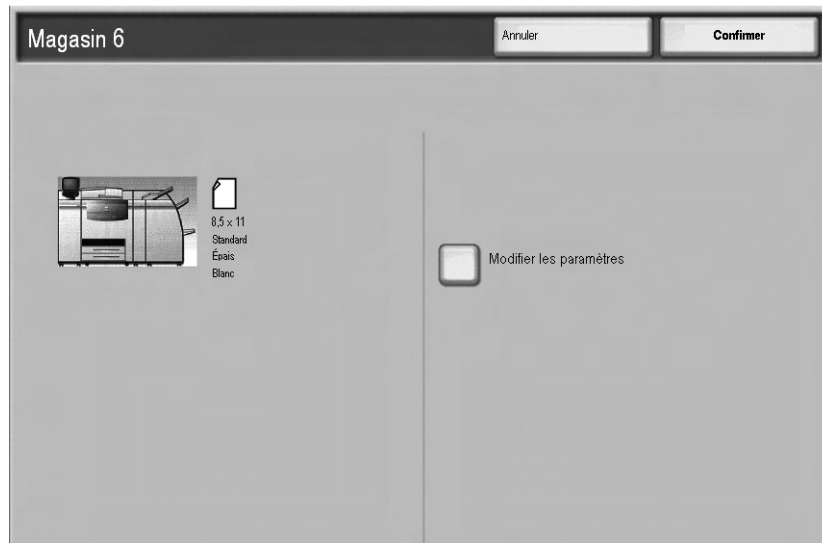 Magasin 6
Annuler
Confirmer
8,5 x 11
Standard
Épais
Blanc
Modifier les paramètres